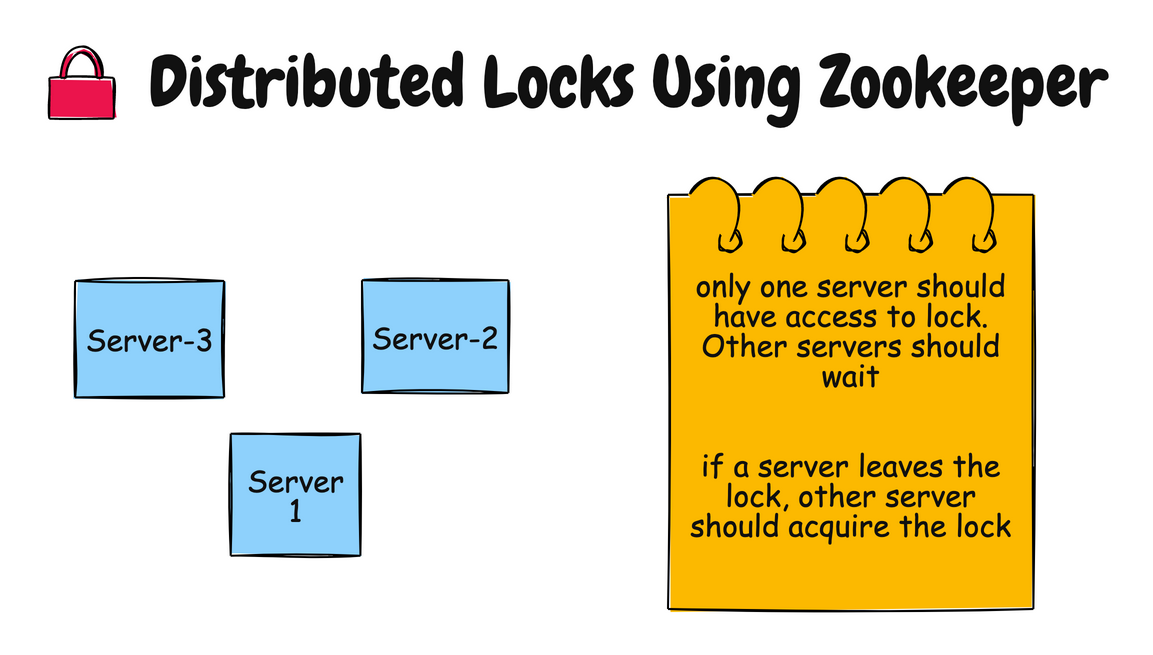 Distributed Locks Using Zookeeper
Server-3
Server-2
Server
1
only one server should
have access to lock.
Other servers should
wait
if a server leaves the
lock, other server
should acquire the lock